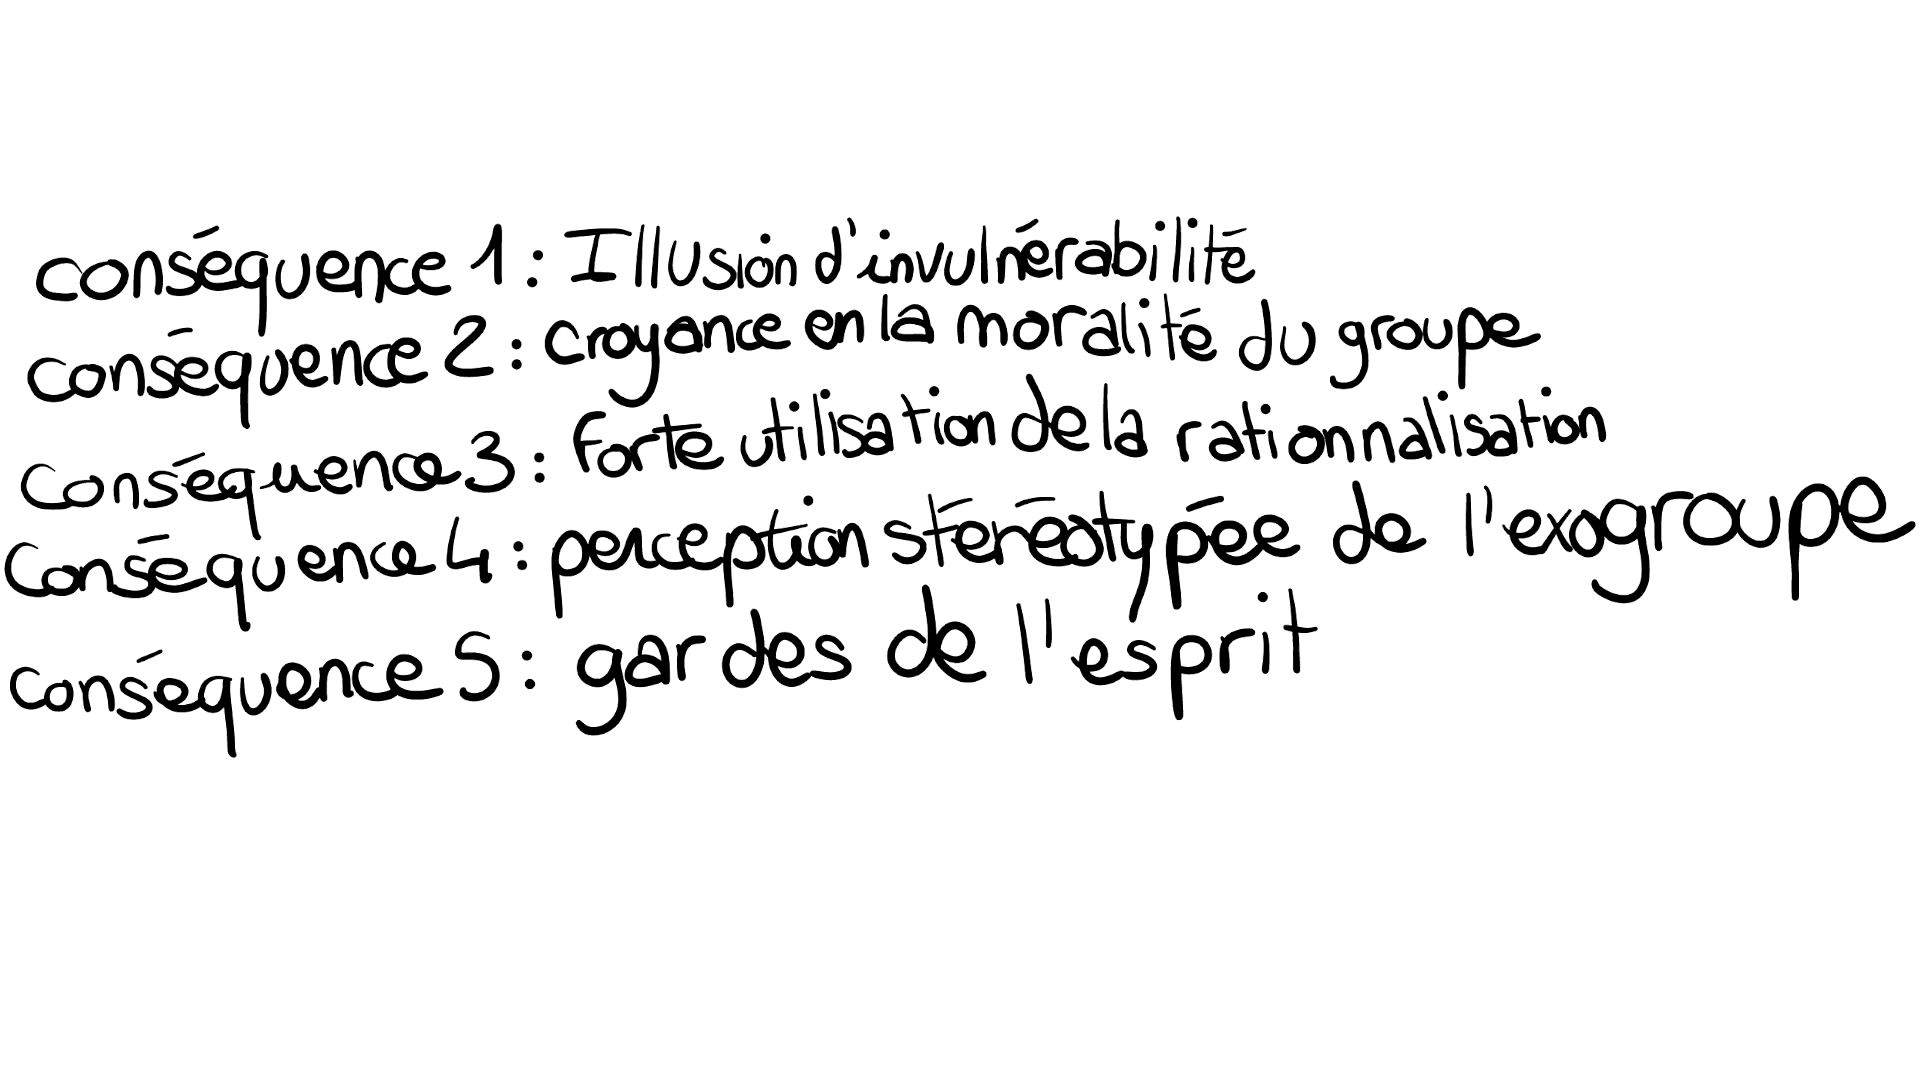 conséquence 1 : Illusion d'invulnérabilité
conséquence 2 : croyance en la moralité du groupe
conséquence 3 : forte utilisation de la rationnalisation
conséquence 4 : perception stéréotypée de l'exogroupe
conséquence 5 : gardes de l'esprit